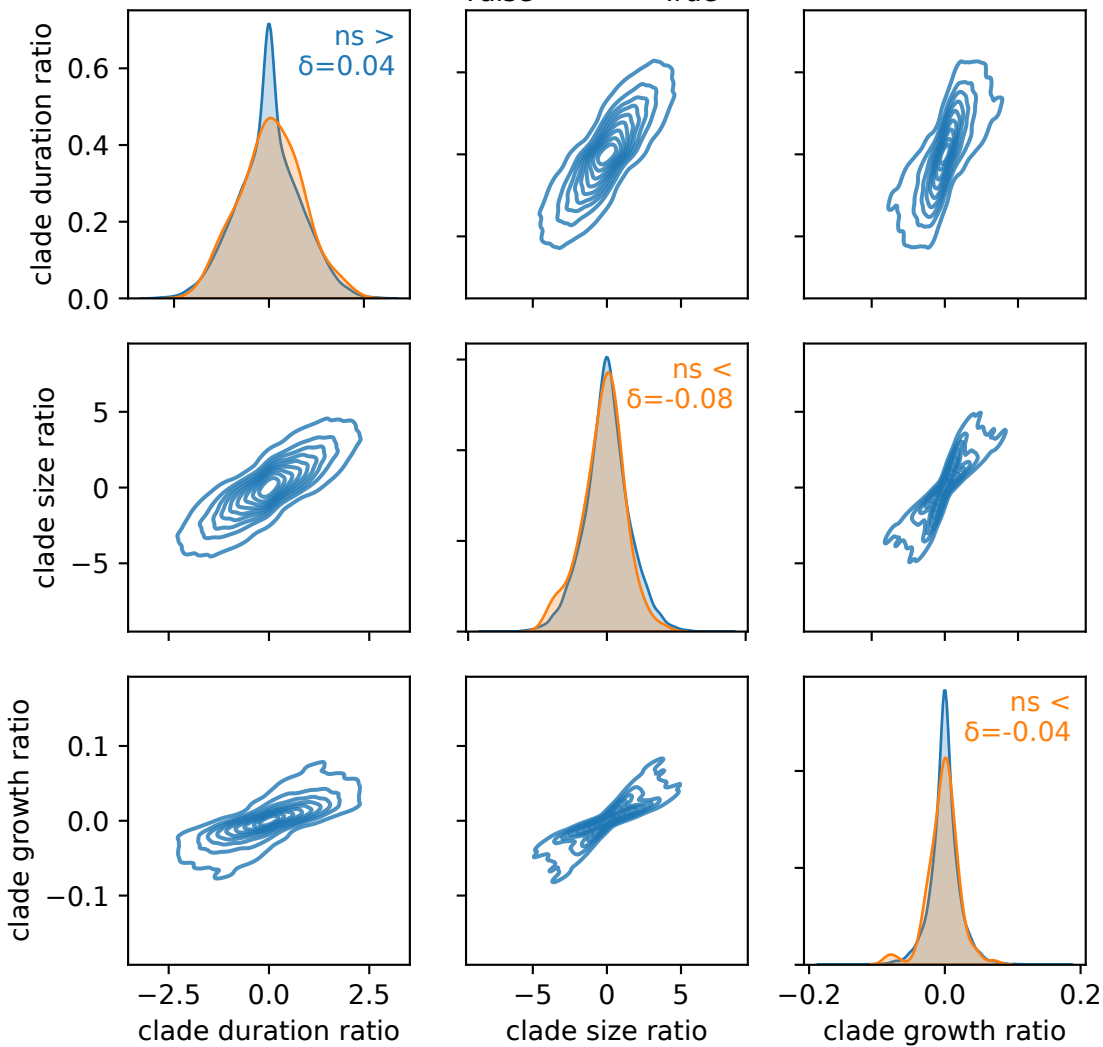 clade duration ratio
0.6
0.4
0.2
0.0
ns >
δ=0.04
clade size ratio
5
0
−5
ns <
δ=-0.08
clade growth ratio
0.1
0.0
−0.1
ns <
δ=-0.04
−2.5 0.0 2.5
−5 0 5
−0.2 0.0 0.2
clade duration ratio
clade size ratio
clade growth ratio